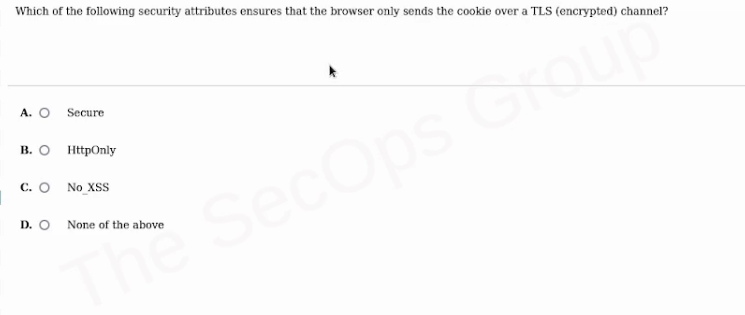 Which of the following security attributes ensures that the browser only sends the cookie over a TLS (encrypted) channel?
A. Secure
B. HttpOnly
C. No_XSS
D. None of the above
The SecOps Group